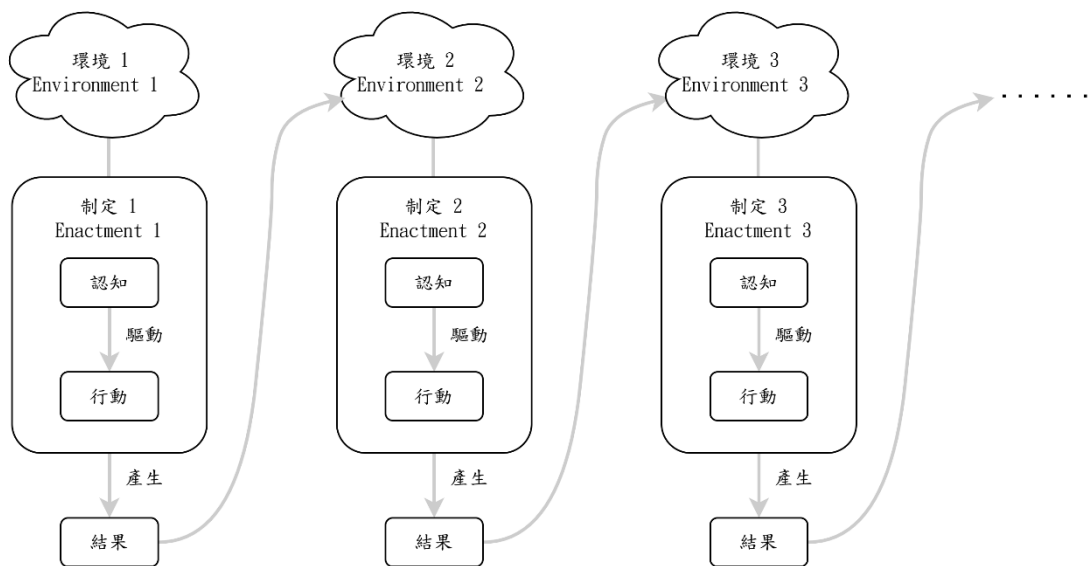 環境 1
Environment 1
環境 2
Environment 2
環境 3
Environment 3
......
制定 1
Enactment 1
認知
驅動
行動
產生
結果
制定 2
Enactment 2
認知
驅動
行動
產生
結果
制定 3
Enactment 3
認知
驅動
行動
產生
結果